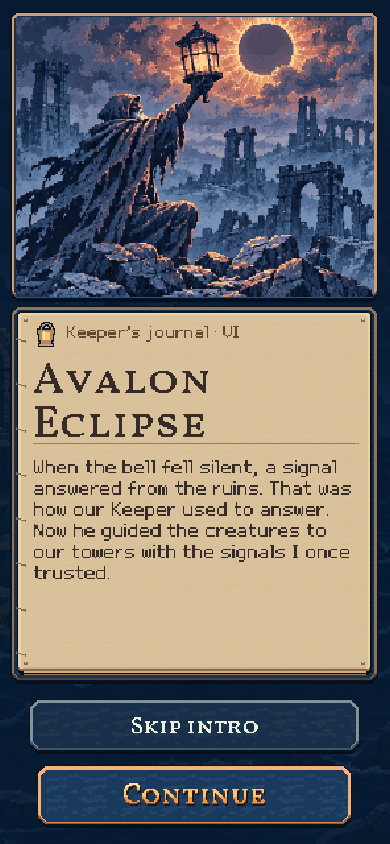 Keeper's journal · VI
Avalon
Eclipse
When the bell fell silent, a signal
answered from the ruins. That was
how our Keeper used to answer.
Now he guided the creatures to
our towers with the signals I once
trusted.
Skip intro
Continue